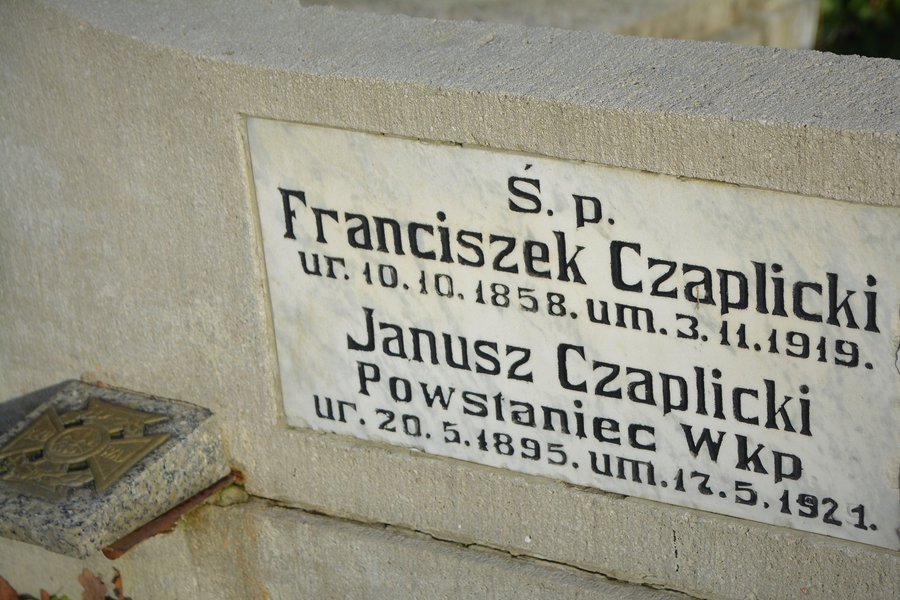 Ś. p.
Franciszek Czaplicki
ur. 10.10.1858. um. 3.11.1919.
Janusz Czaplicki
Powstaniec Wkp
ur. 20.5.1895. um. 17.5.1921.